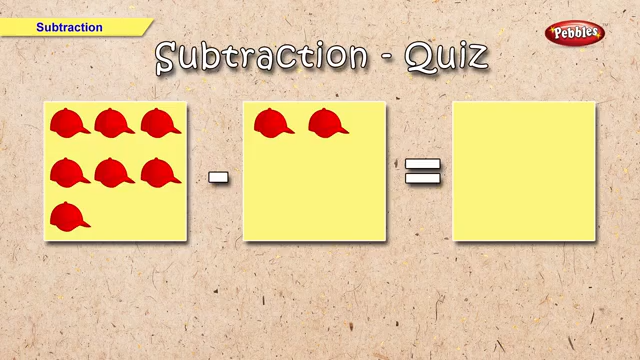 Subtraction
Pebbles
Subtraction - Quiz
-
=